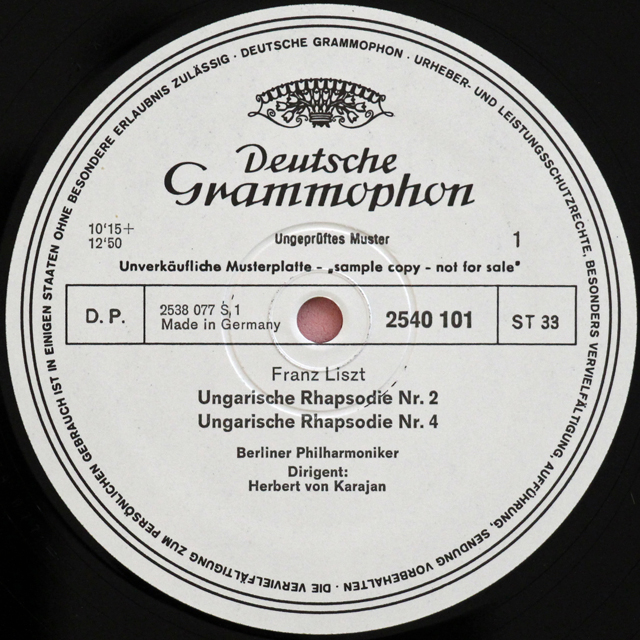 DEUTSCHE GRAMMOPHON · URHEBER- UND LEISTUNGSSCHUTZRECHTE, BESONDERS VERVIELFÄLTIGUNG, AUFFÜHRUNG, SENDUNG VORBEHALTEN · DIE VERVIELFÄLTIGUNG ZUM PERSÖNLICHEN GEBRAUCH IST IN EINIGEN STAATEN OHNE BESONDERE ERLAUBNIS ZULÄSSIG ·
Deutsche
Grammophon
10'15+
12'50
Ungeprüftes Muster
1
Unverkäufliche Musterplatte - „sample copy - not for sale"
D. P.
2538 077 S 1
Made in Germany
2540 101
ST 33
Franz Liszt
Ungarische Rhapsodie Nr. 2
Ungarische Rhapsodie Nr. 4
Berliner Philharmoniker
Dirigent:
Herbert von Karajan